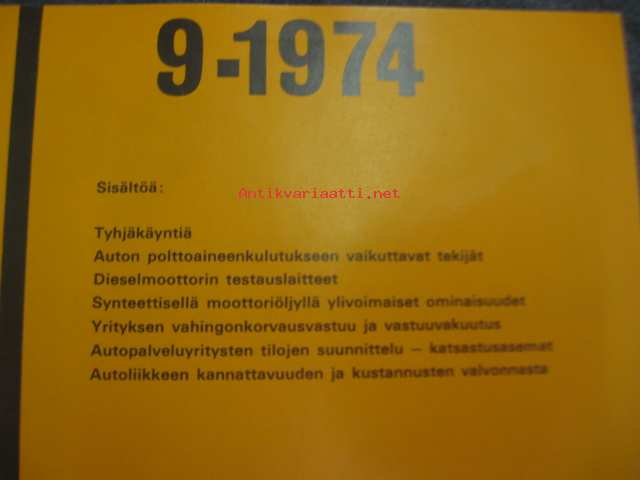 9-1974
Sisältöä:
Antikvariaatti.net
Tyhjäkäyntiä
Auton polttoaineenkulutukseen vaikuttavat tekijät
Dieselmoottorin testauslaitteet
Synteettisellä moottoriöljyllä ylivoimaiset ominaisuudet
Yrityksen vahingonkorvausvastuu ja vastuuvakuutus
Autopalveluyritysten tilojen suunnittelu – katsastusasemat
Autoliikkeen kannattavuuden ja kustannusten valvonnasta